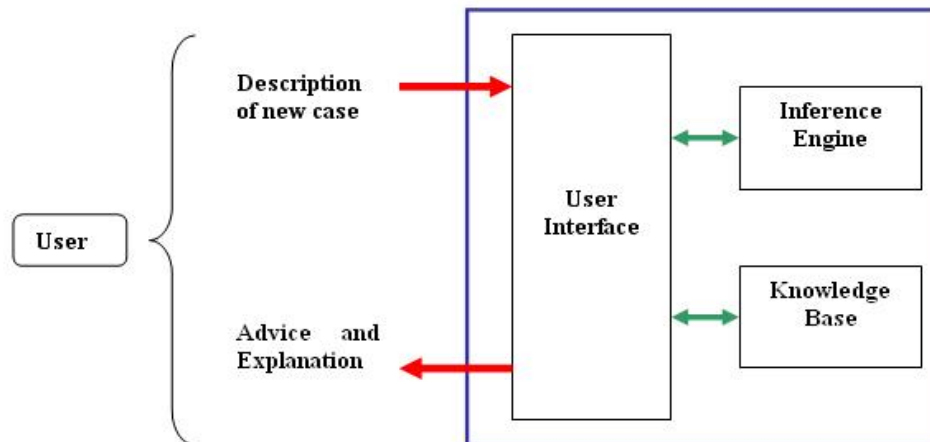 Description
of new case
User
Advice and
Explanation
User
Interface
Inference
Engine
Knowledge
Base